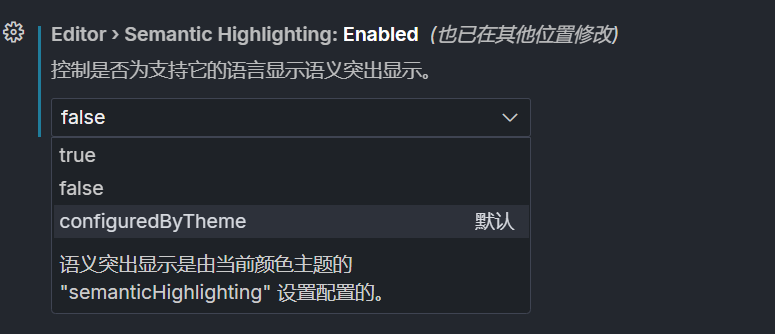 Editor › Semantic Highlighting: Enabled (也已在其他位置修改)
控制是否为支持它的语言显示语义突出显示。
false
true
false
configuredByTheme 默认
语义突出显示是由当前颜色主题的
"semanticHighlighting" 设置配置的。